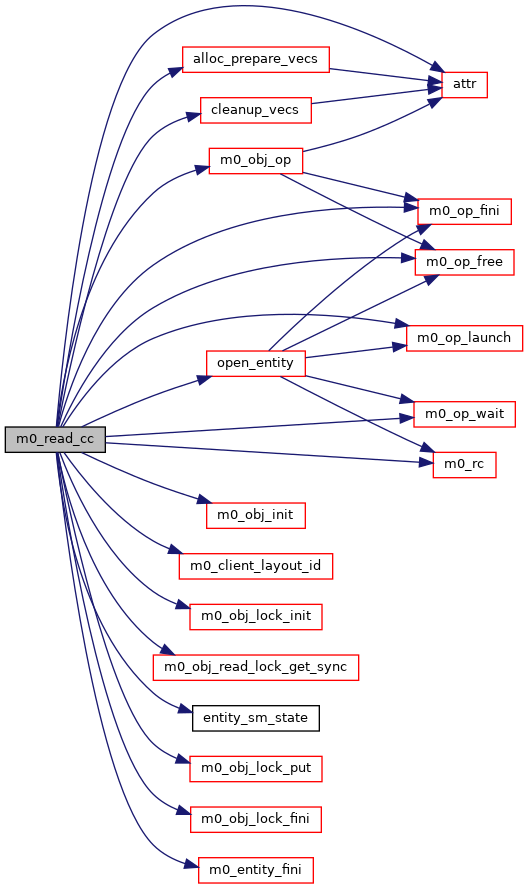 alloc_prepare_vecs
attr
cleanup_vecs
m0_obj_op
m0_op_fini
m0_op_free
m0_op_launch
open_entity
m0_op_wait
m0_read_cc
m0_rc
m0_obj_init
m0_client_layout_id
m0_obj_lock_init
m0_obj_read_lock_get_sync
entity_sm_state
m0_obj_lock_put
m0_obj_lock_fini
m0_entity_fini